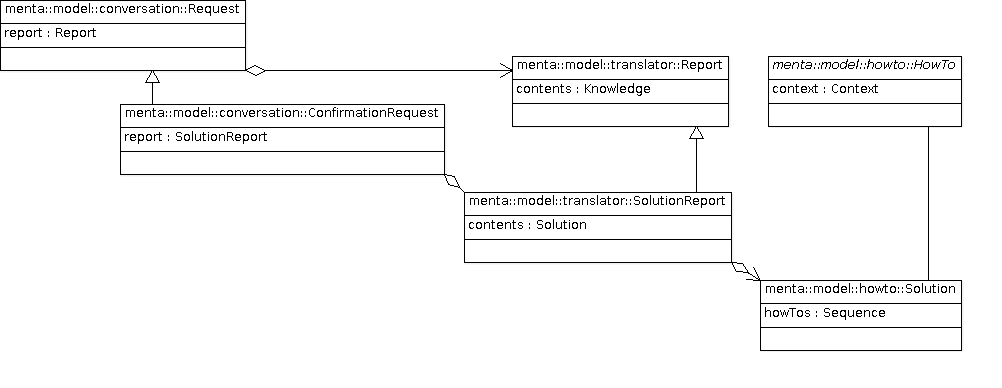 menta::model::conversation::Request
report : Report
menta::model::translator::Report
contents : Knowledge
menta::model::howto::HowTo
context : Context
menta::model::conversation::ConfirmationRequest
report : SolutionReport
menta::model::translator::SolutionReport
contents : Solution
menta::model::howto::Solution
howTos : Sequence